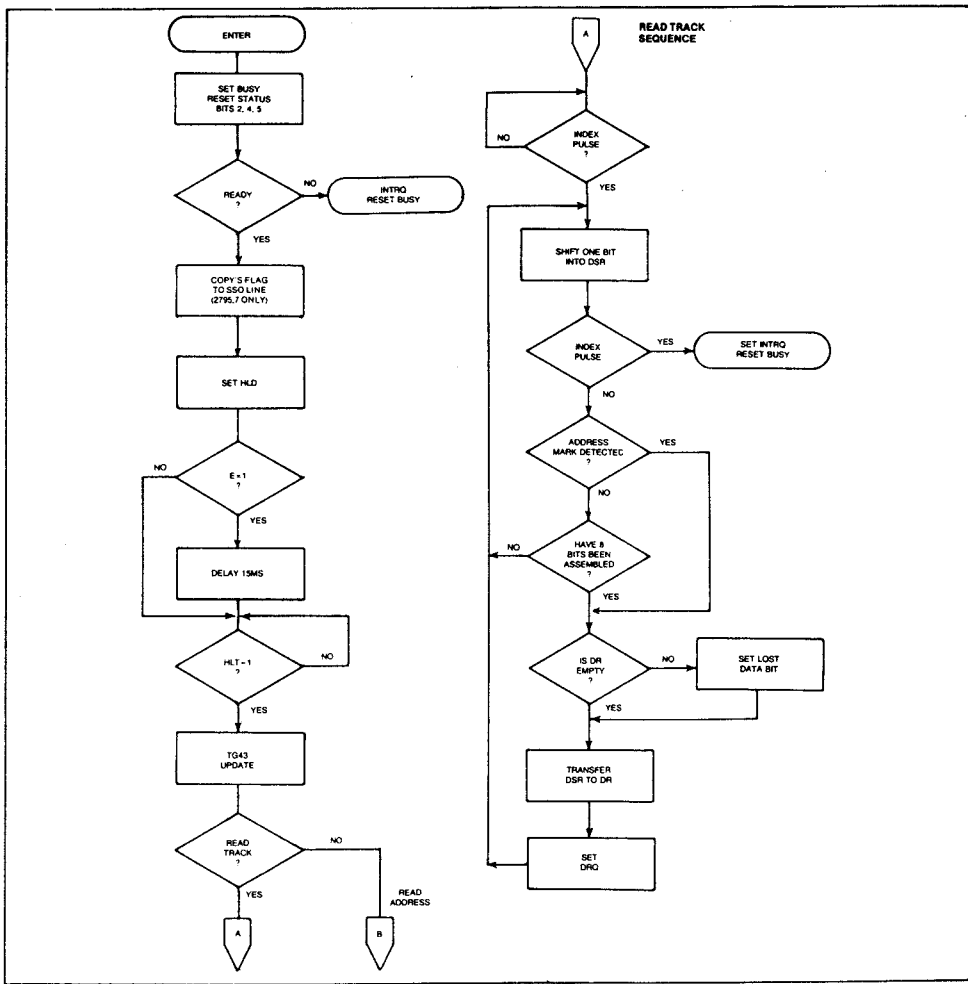 ENTER
SET BUSY
RESET STATUS
BITS 2, 4, 5
READY
?
NO
INTRQ
RESET BUSY
YES
COPY'S FLAG
TO SSO LINE
(2795,7 ONLY)
SET HLD
NO
E = 1
?
YES
DELAY 15MS
HLT = 1
?
NO
YES
TG43
UPDATE
READ
TRACK
?
NO
YES
READ
ADDRESS
A
B
A
READ TRACK
SEQUENCE
NO
INDEX
PULSE
?
YES
SHIFT ONE BIT
INTO DSR
INDEX
PULSE
YES
SET INTRQ
RESET BUSY
NO
ADDRESS
MARK DETECTED
?
YES
NO
NO
HAVE 8
BITS BEEN
ASSEMBLED
?
YES
IS DR
EMPTY
?
NO
SET LOST
DATA BIT
YES
TRANSFER
DSR TO DR
SET
DRQ